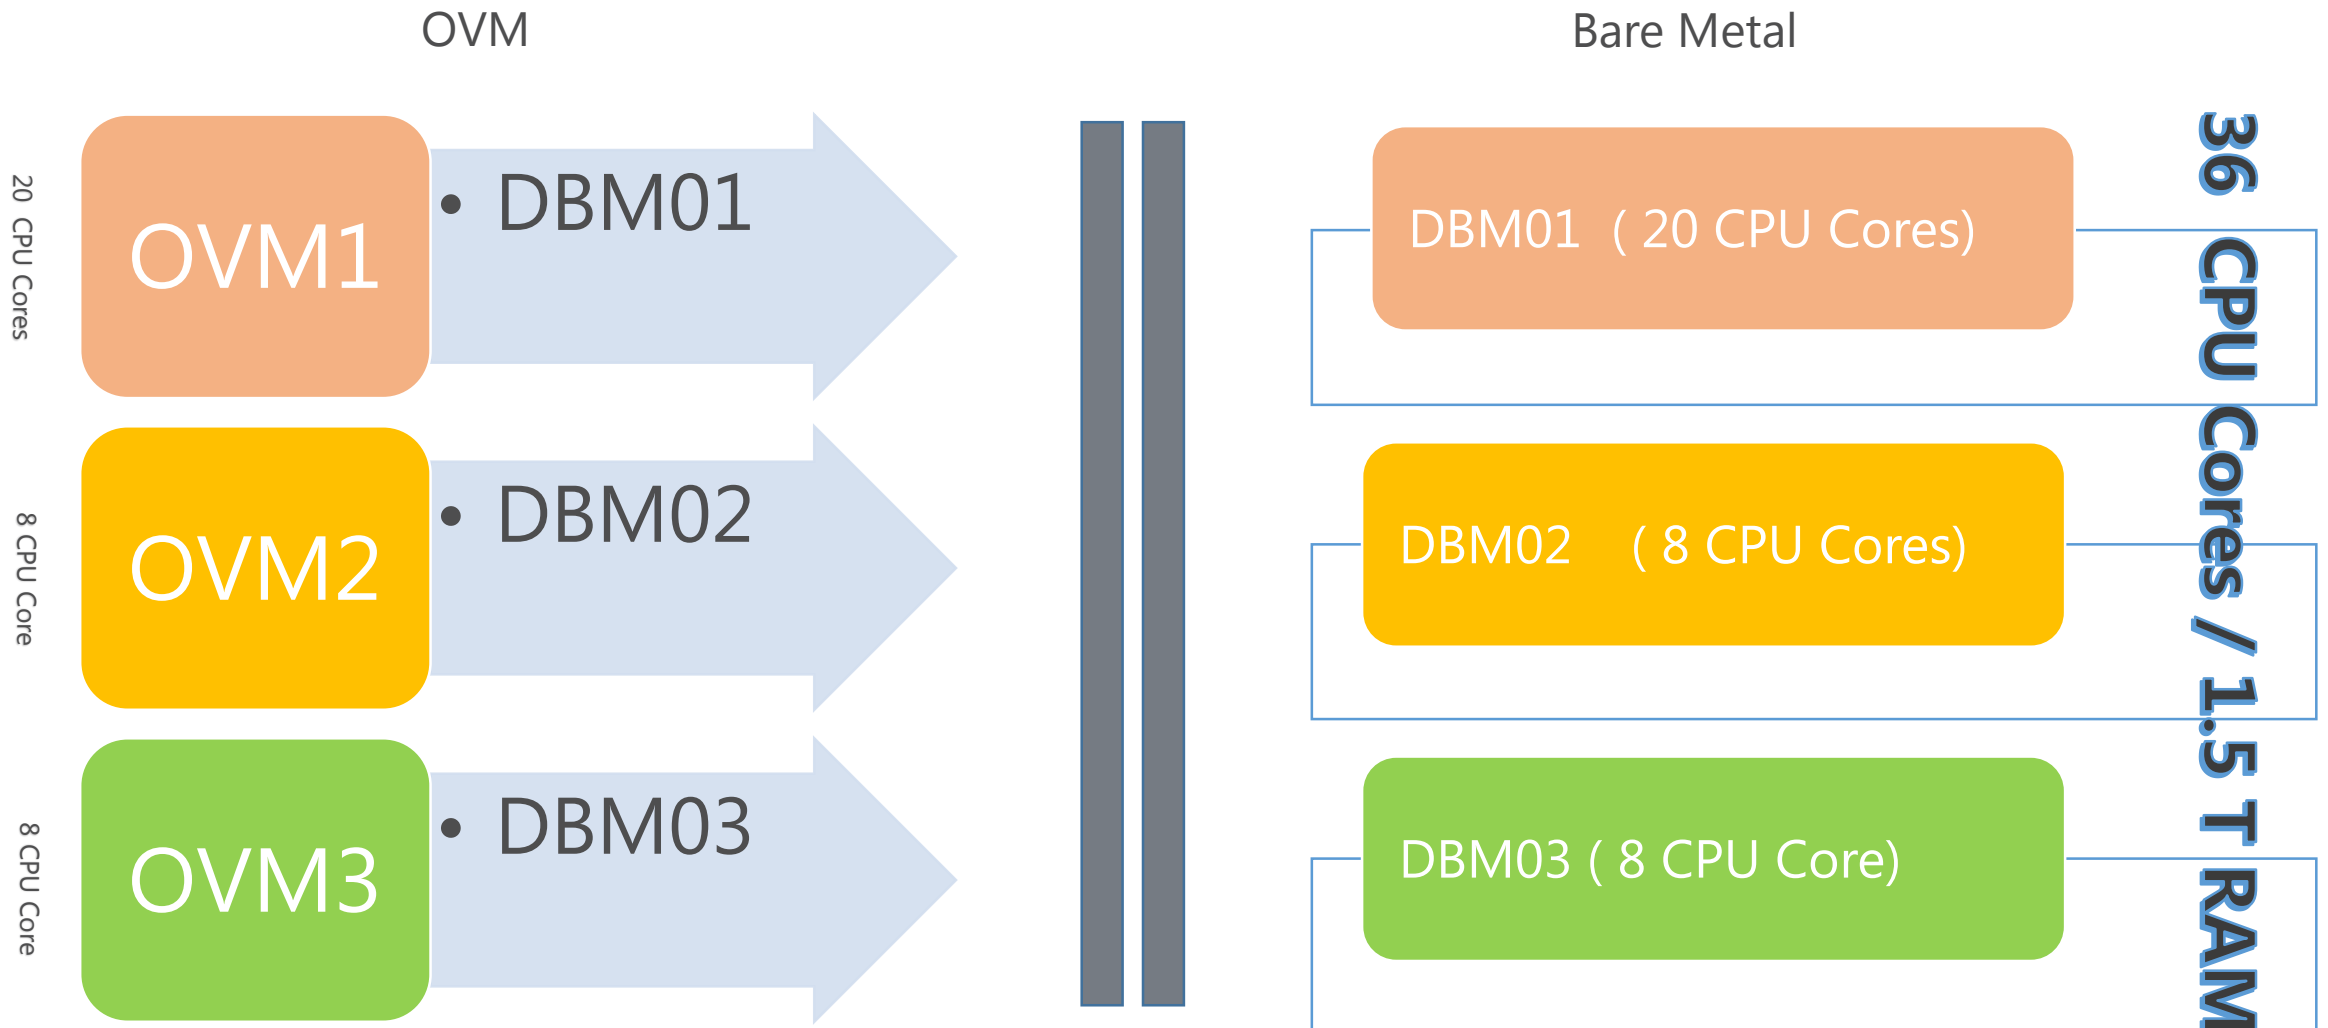 OVM
Bare Metal
20 CPU Cores
OVM1
• DBM01
8 CPU Core
OVM2
• DBM02
8 CPU Core
OVM3
• DBM03
DBM01 ( 20 CPU Cores)
DBM02 ( 8 CPU Cores)
DBM03 ( 8 CPU Core)
36 CPU Cores / 1.5 T RAM